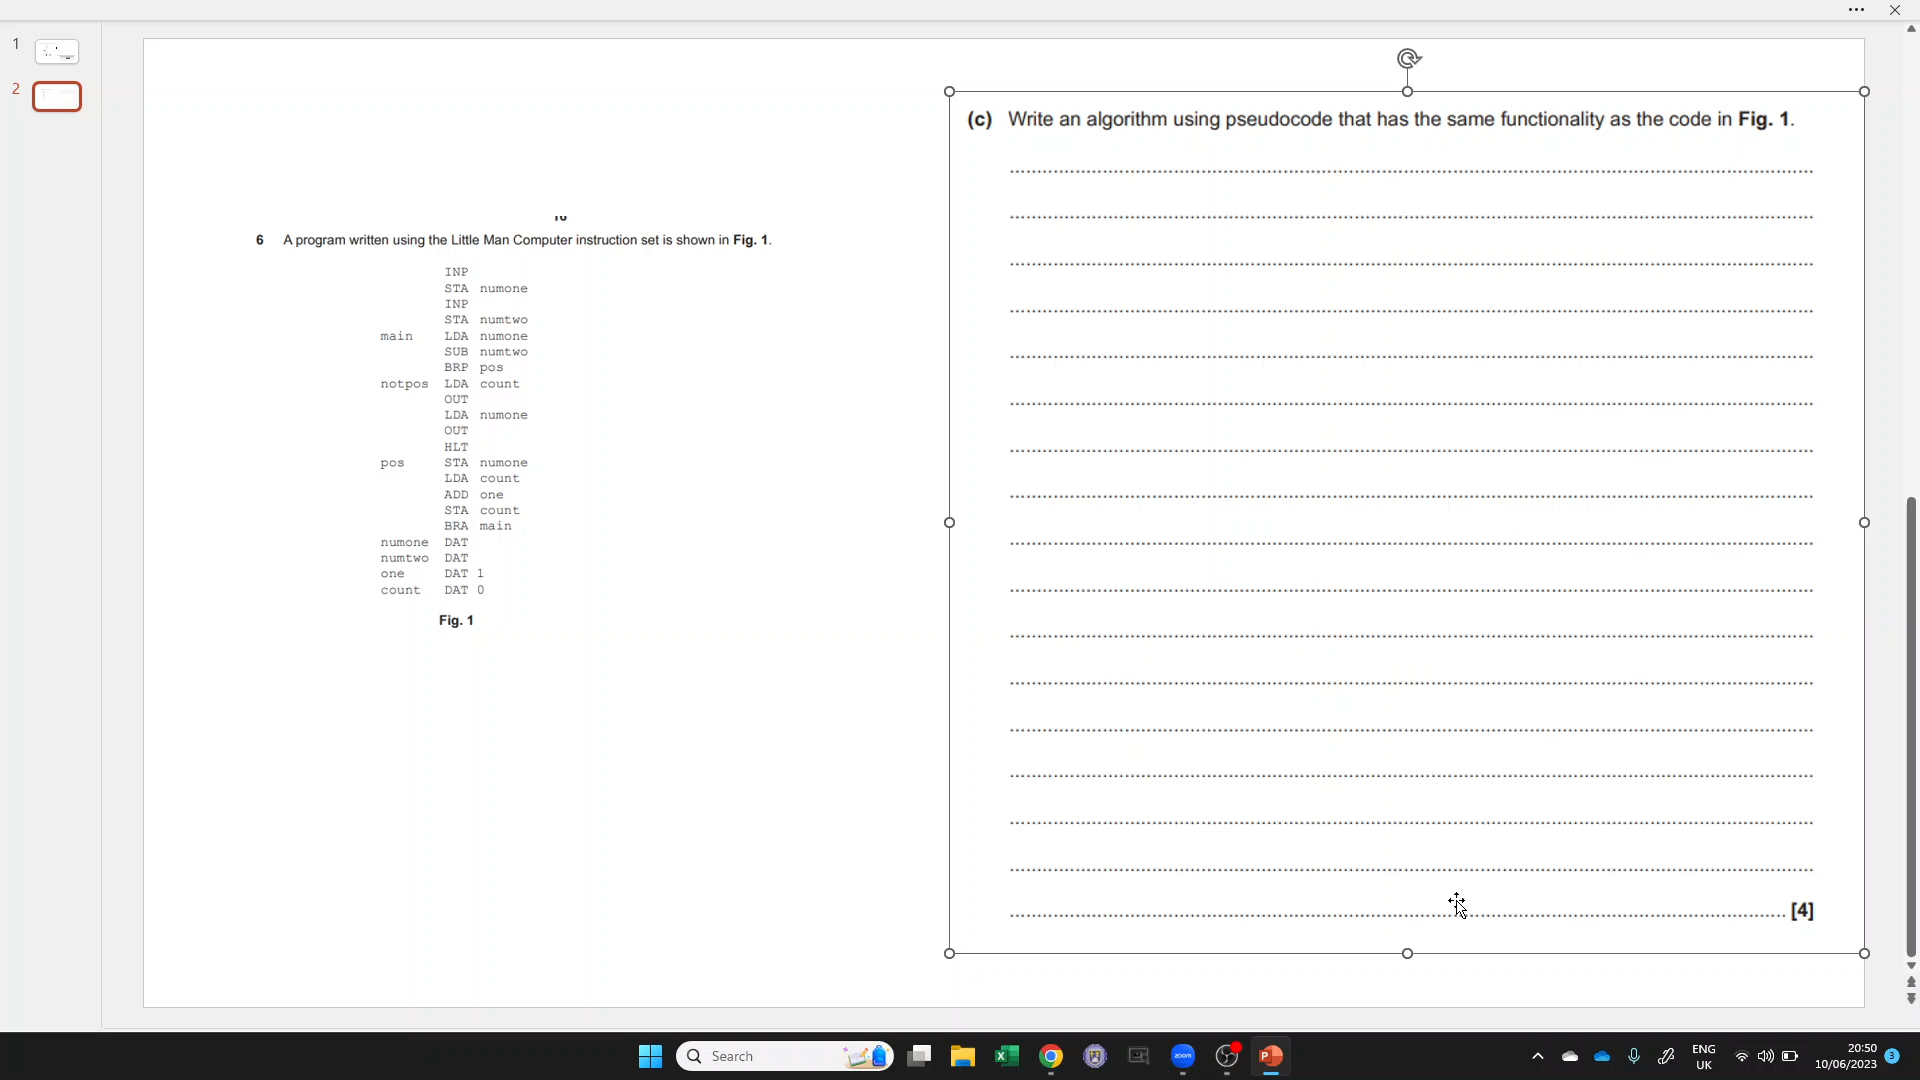 1
2
6 A program written using the Little Man Computer instruction set is shown in Fig. 1.
INP
STA numone
INP
STA numtwo
main LDA numone
SUB numtwo
BRP pos
notpos LDA count
OUT
LDA numone
OUT
HLT
pos STA numone
LDA count
ADD one
STA count
BRA main
numone DAT
numtwo DAT
one DAT 1
count DAT 0
Fig. 1
(c) Write an algorithm using pseudocode that has the same functionality as the code in Fig. 1.
[4]
Search
zoom
ENG
UK
20:50
10/06/2023
3